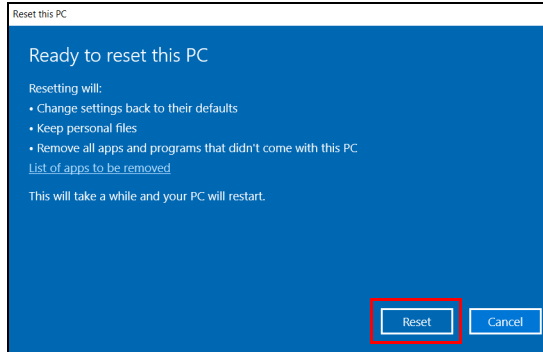 Reset this PC
Ready to reset this PC
Resetting will:
• Change settings back to their defaults
• Keep personal files
• Remove all apps and programs that didn't come with this PC
List of apps to be removed
This will take a while and your PC will restart.
Reset Cancel